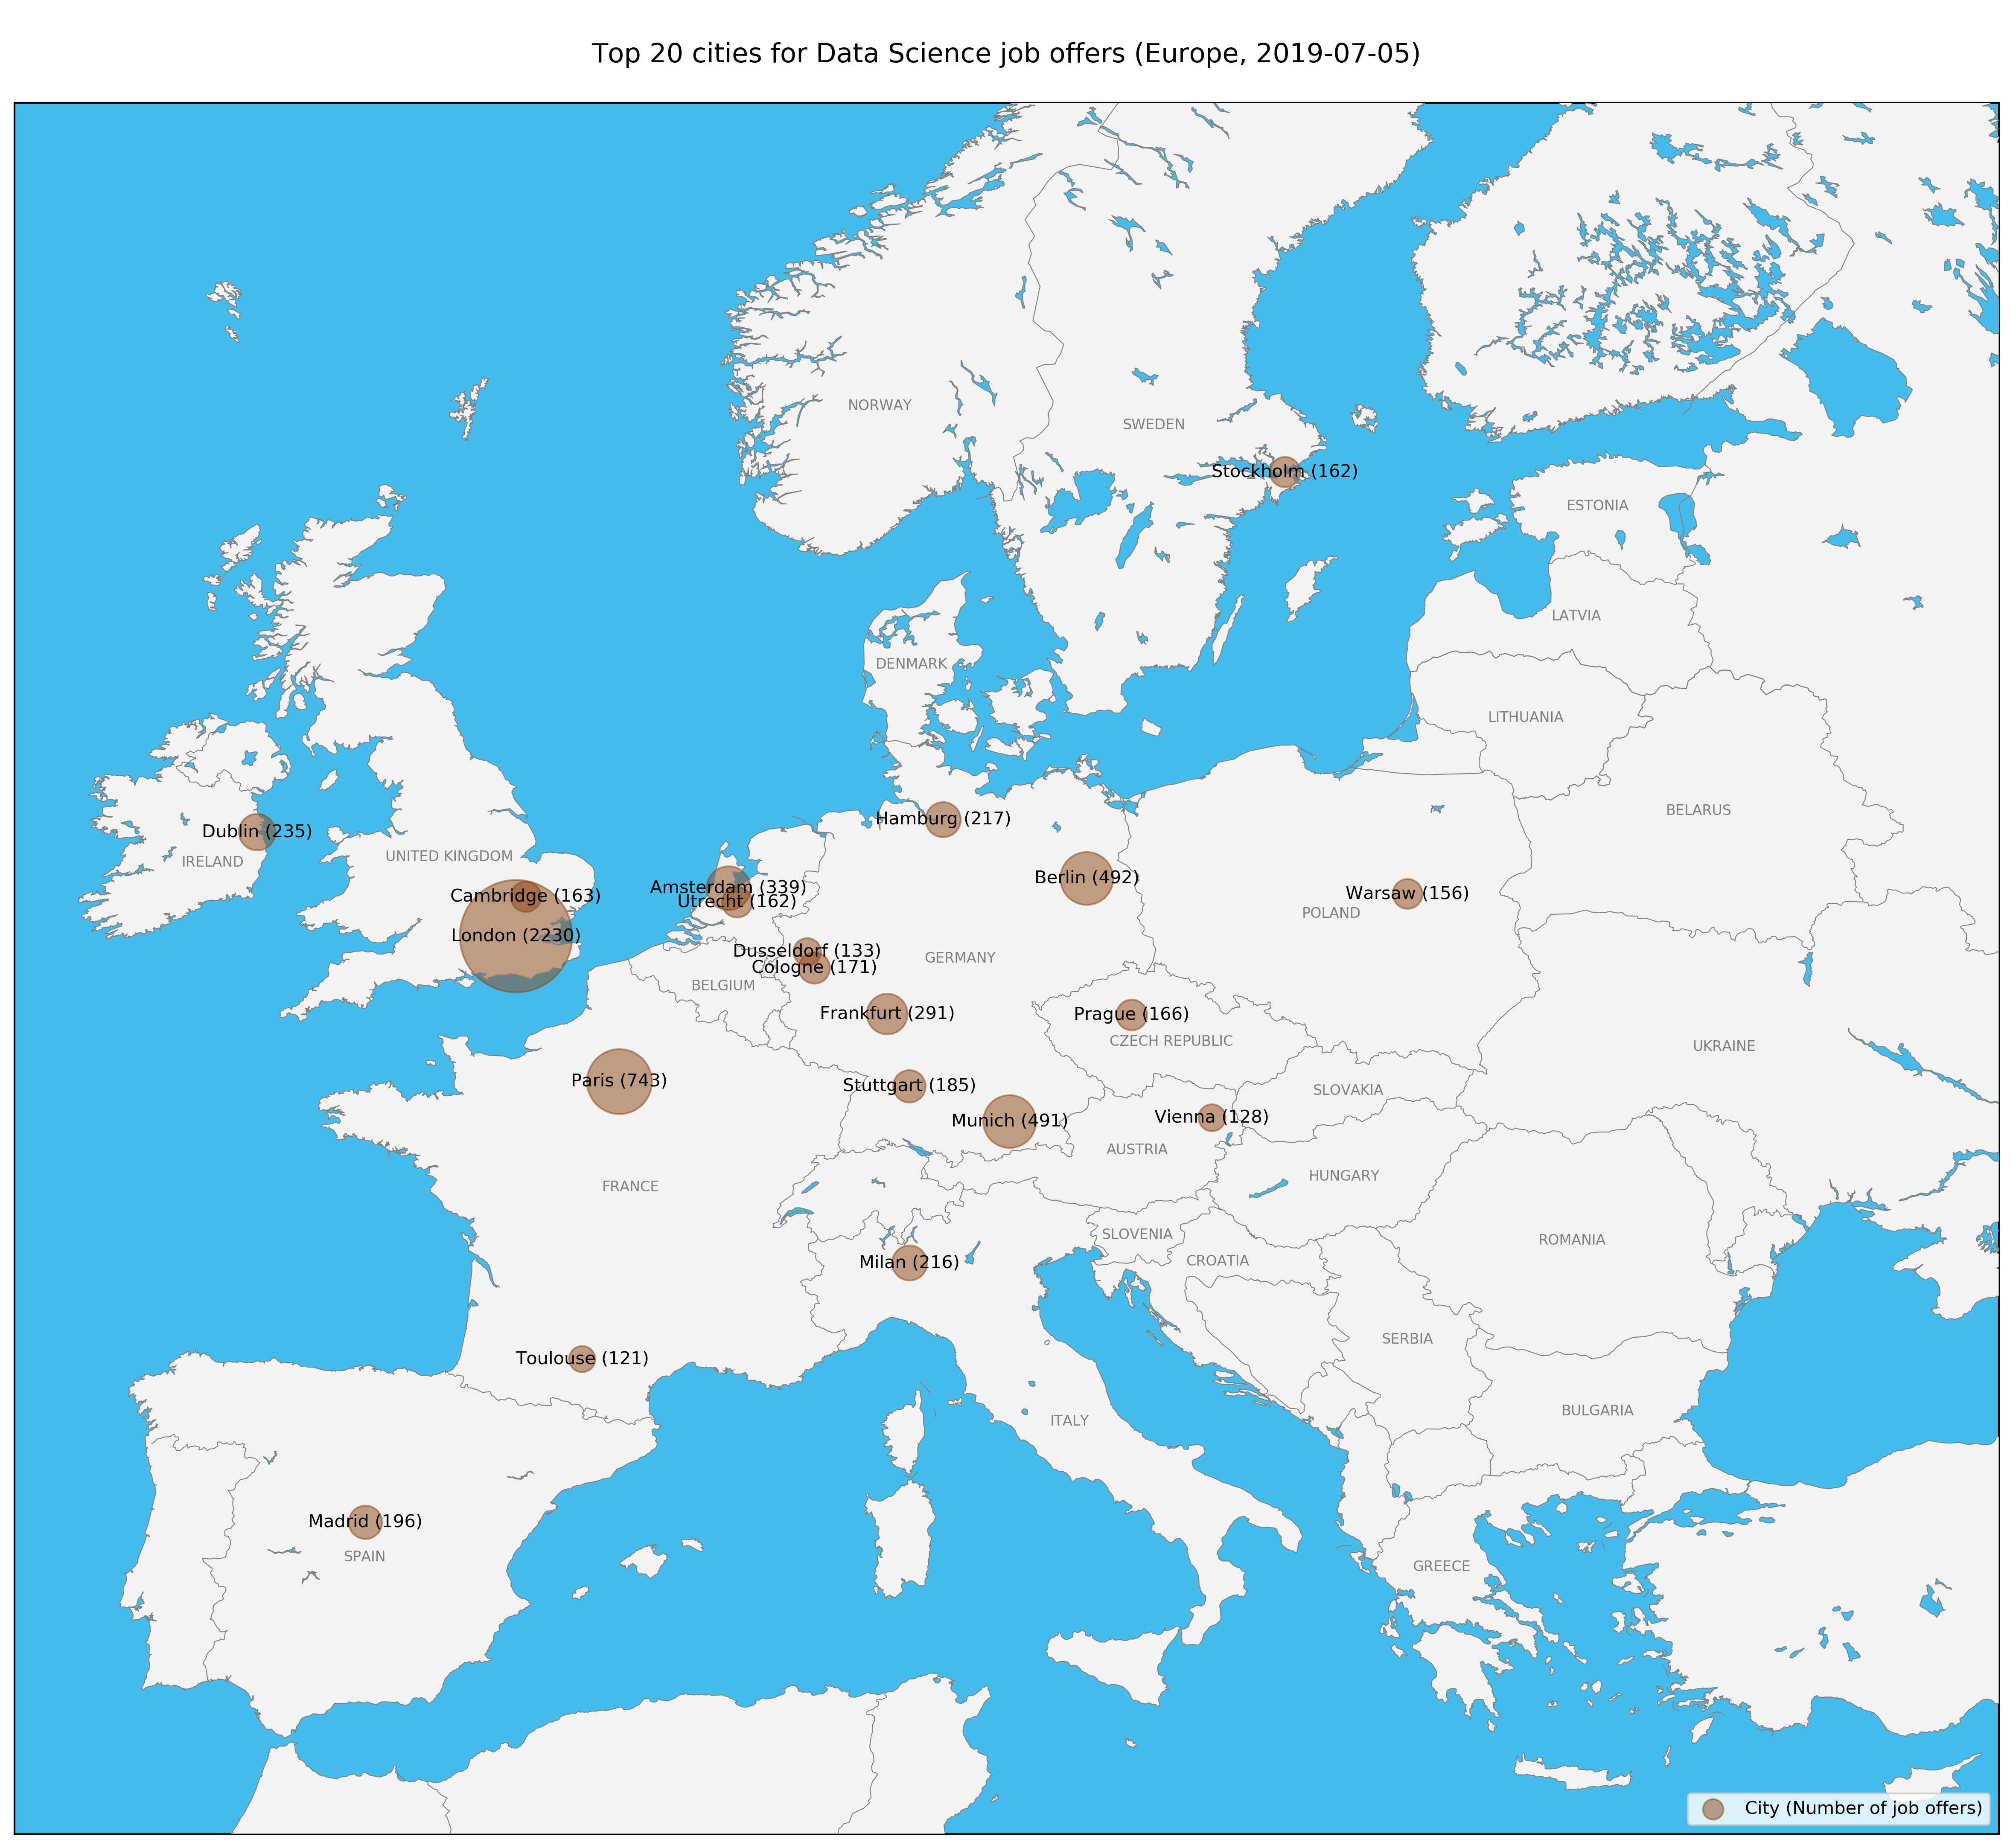 Top 20 cities for Data Science job offers (Europe, 2019-07-05)
NORWAY
SWEDEN
Stockholm (162)
ESTONIA
LATVIA
DENMARK
LITHUANIA
BELARUS
Hamburg (217)
Dublin (235)
UNITED KINGDOM
IRELAND
Berlin (492)
Amsterdam (339)
Warsaw (156)
Cambridge (163)
Utrecht (162)
POLAND
London (2230)
Dusseldorf (133)
GERMANY
Cologne (171)
BELGIUM
Frankfurt (291)
Prague (166)
CZECH REPUBLIC
UKRAINE
Paris (743)
Stuttgart (185)
SLOVAKIA
Vienna (128)
Munich (491)
AUSTRIA
HUNGARY
FRANCE
SLOVENIA
ROMANIA
CROATIA
Milan (216)
SERBIA
Toulouse (121)
BULGARIA
ITALY
Madrid (196)
SPAIN
GREECE
City (Number of job offers)